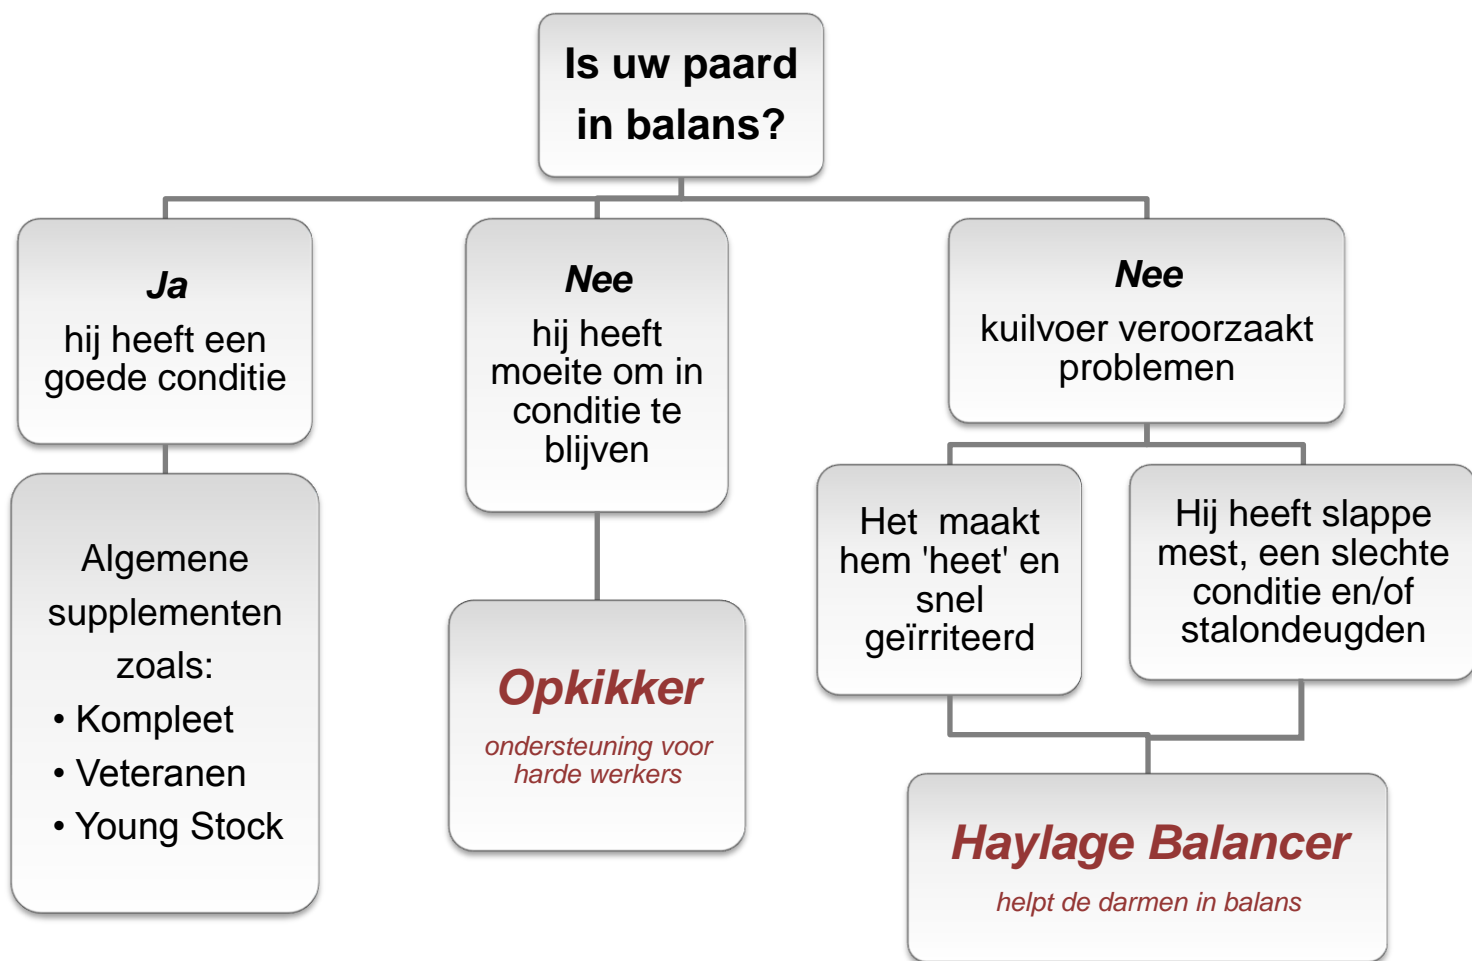 Is uw paard
in balans?
Ja
hij heeft een
goede conditie
Algemene
supplementen
zoals:
• Kompleet
• Veteranen
• Young Stock
Nee
hij heeft
moeite om in
conditie te
blijven
Opkikker
ondersteuning voor
harde werkers
Nee
kuilvoer veroorzaakt
problemen
Het  maakt
hem 'heet' en
snel
geïrriteerd
Hij heeft slappe
mest, een slechte
conditie en/of
stalondeugden
Haylage Balancer
helpt de darmen in balans